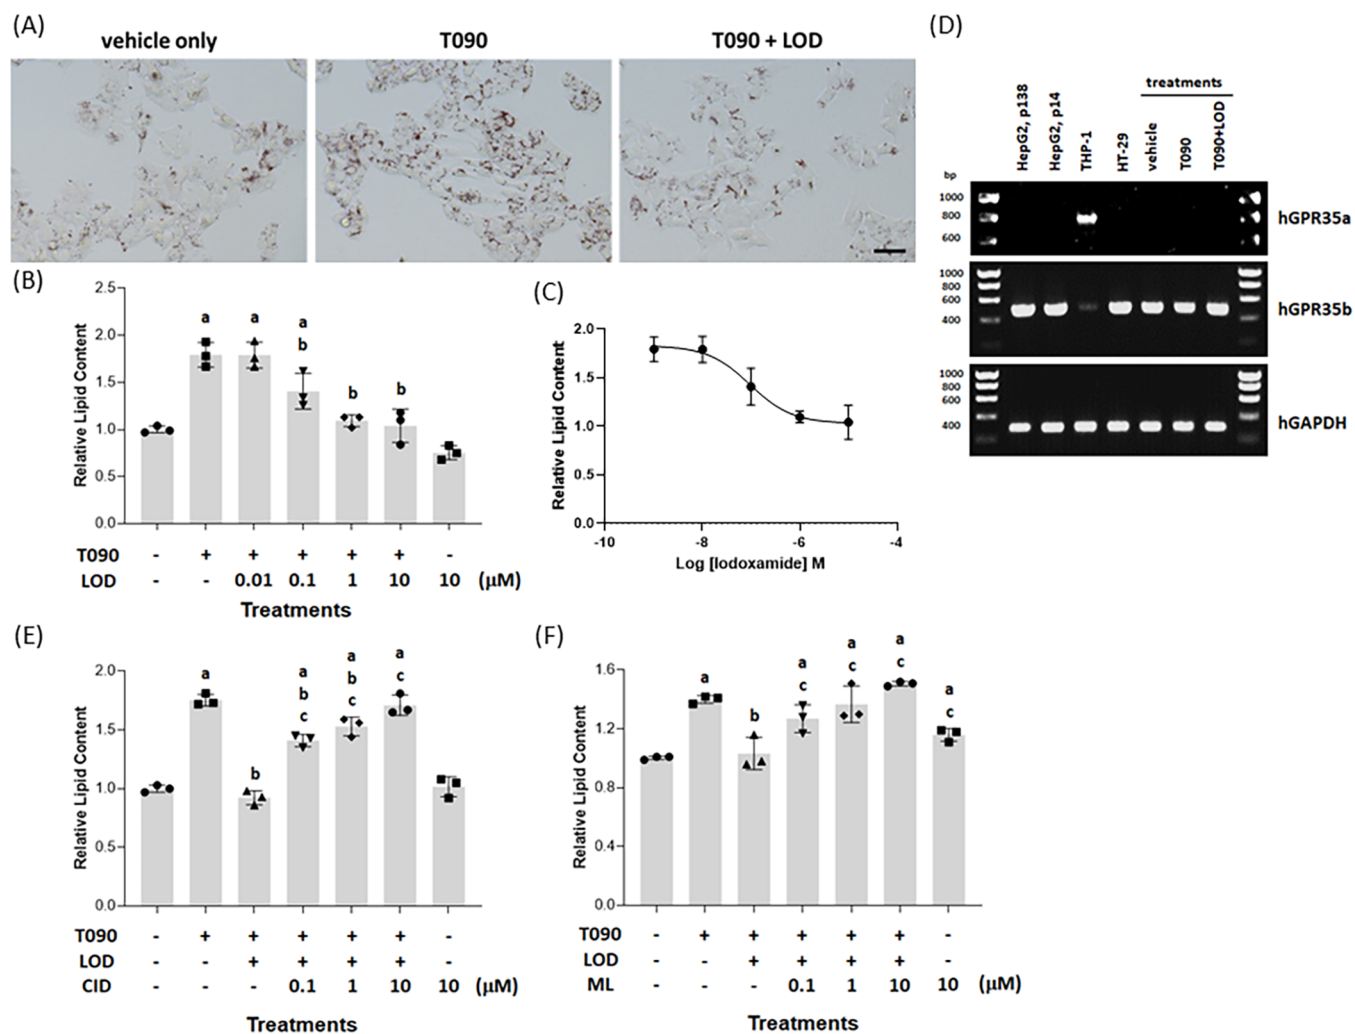 (A)
vehicle only
T090
T090 + LOD
(B)
Relative Lipid Content
2.5
2.0
1.5
1.0
0.5
0.0
a
a
a
b
b
b
T090 - + + + + + -
LOD - - 0.01 0.1 1 10 10 (μM)
Treatments
(C)
Relative Lipid Content
2.0
1.5
1.0
0.5
0.0
-10 -8 -6 -4
Log [lodoxamide] M
(D)
treatments
HepG2, p138
HepG2, p14
THP-1
HT-29
vehicle
T090
T090+LOD
bp
1000
800
600
hGPR35a
1000
800
600
400
hGPR35b
1000
800
600
400
hGAPDH
(E)
Relative Lipid Content
2.0
1.5
1.0
0.5
0.0
a
b
a
b
c
a
b
c
a
c
T090 - + + + + + -
LOD - - + + + + -
CID - - - 0.1 1 10 10 (μM)
Treatments
(F)
Relative Lipid Content
1.6
1.2
0.8
0.4
0.0
a
b
a
c
a
c
a
c
a
c
T090 - + + + + + -
LOD - - + + + + -
ML - - - 0.1 1 10 10 (μM)
Treatments